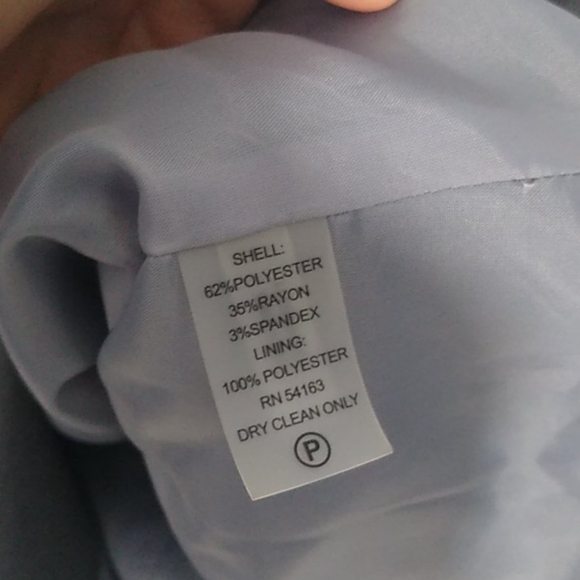 SHELL:
62%POLYESTER
35%RAYON
3%SPANDEX
LINING:
100% POLYESTER
RN 54163
DRY CLEAN ONLY
P